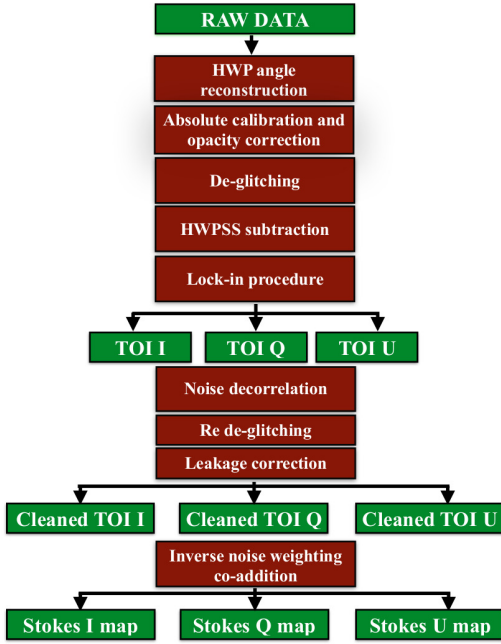 RAW DATA
HWP angle
reconstruction
Absolute calibration and
opacity correction
De-glitching
HWPSS subtraction
Lock-in procedure
TOI I TOI Q TOI U
Noise decorrelation
Re de-glitching
Leakage correction
Cleaned TOI I Cleaned TOI Q Cleaned TOI U
Inverse noise weighting
co-addition
Stokes I map Stokes Q map Stokes U map